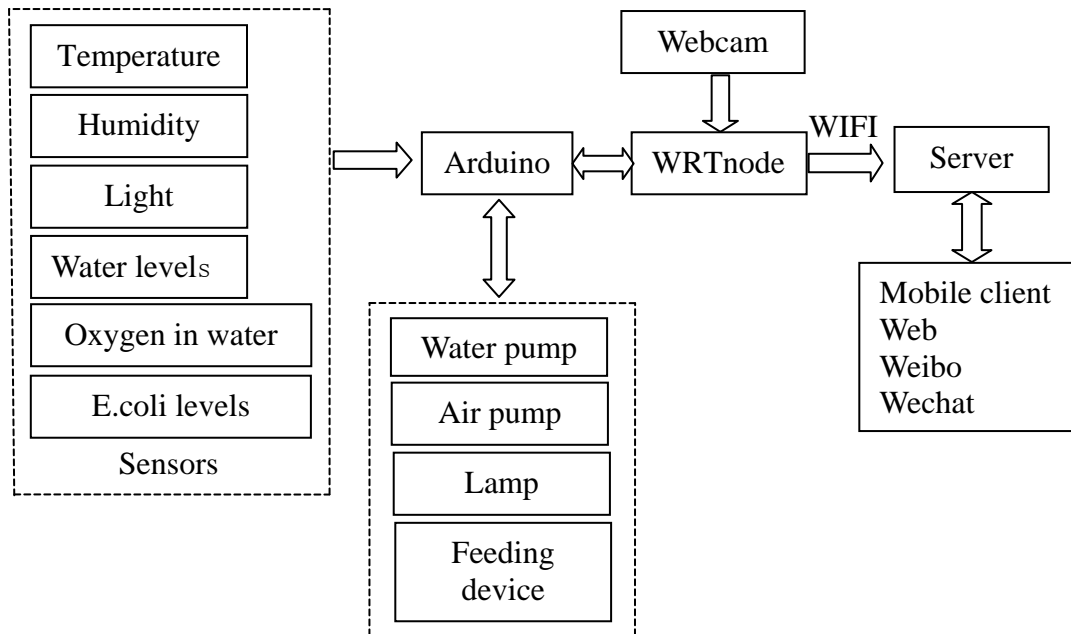 Temperature
Humidity
Light
Water levels
Oxygen in water
E.coli levels
Sensors
Arduino
Water pump
Air pump
Lamp
Feeding
device
Webcam
WRTnode
WIFI
Server
Mobile client
Web
Weibo
Wechat